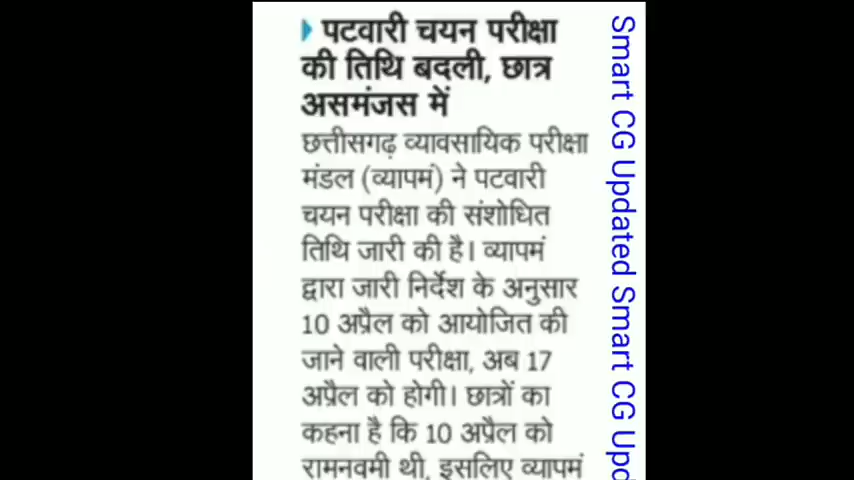 पटवारी चयन परीक्षा
की तिथि बदली, छात्र
असमंजस में
छत्तीसगढ़ व्यावसायिक परीक्षा
मंडल (व्यापमं) ने पटवारी
चयन परीक्षा की संशोधित
तिथि जारी की है। व्यापमं
द्वारा जारी निर्देश के अनुसार
10 अप्रैल को आयोजित की
जाने वाली परीक्षा, अब 17
अप्रैल को होगी। छात्रों का
कहना है कि 10 अप्रैल को
रामनवमी थी, इसलिए व्यापमं
Smart CG Updated Smart CG Upd